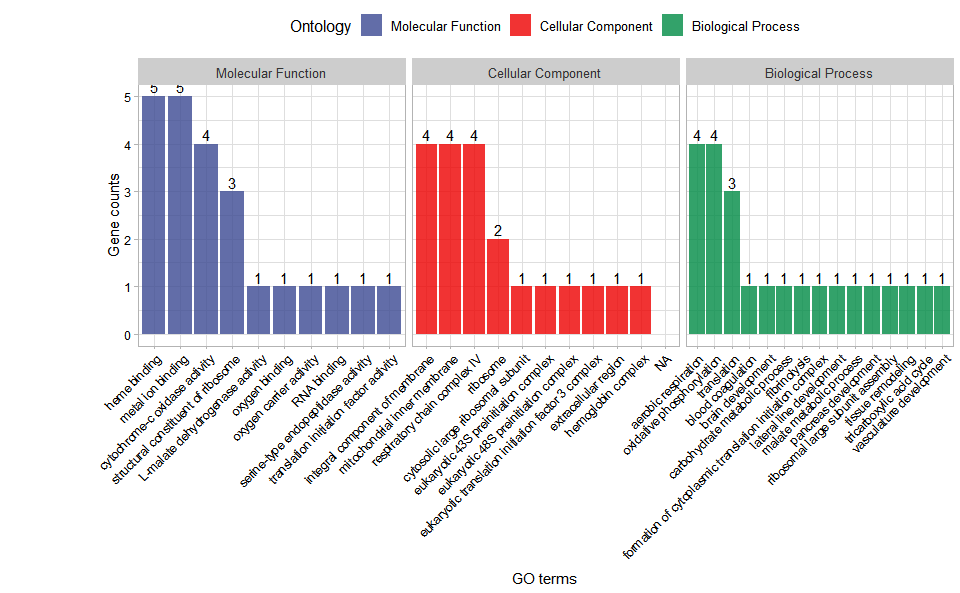 Ontology Molecular Function Cellular Component Biological Process
Molecular Function Cellular Component Biological Process
5 5 4 3 1 1 1 1 1 1
4 4 4 2 1 1 1 1 1 1
4 4 3 1 1 1 1 1 1 1 1 1 1 1 1
Gene counts
5
4
3
2
1
0
heme binding
metal ion binding
cytochrome-c oxidase activity
structural constituent of ribosome
L-malate dehydrogenase activity
oxygen binding
oxygen carrier activity
RNA binding
serine-type endopeptidase activity
translation initiation factor activity
integral component of membrane
mitochondrial inner membrane
respiratory chain complex IV
ribosome
cytosolic large ribosomal subunit
eukaryotic 43S preinitiation complex
eukaryotic 48S preinitiation complex
eukaryotic translation initiation factor 3 complex
extracellular region
hemoglobin complex
NA
aerobic respiration
oxidative phosphorylation
translation
blood coagulation
brain development
carbohydrate metabolic process
fibrinolysis
formation of cytoplasmic translation initiation complex
lateral line development
malate metabolic process
pancreas development
ribosomal large subunit assembly
tissue remodeling
tricarboxylic acid cycle
vasculature development
GO terms